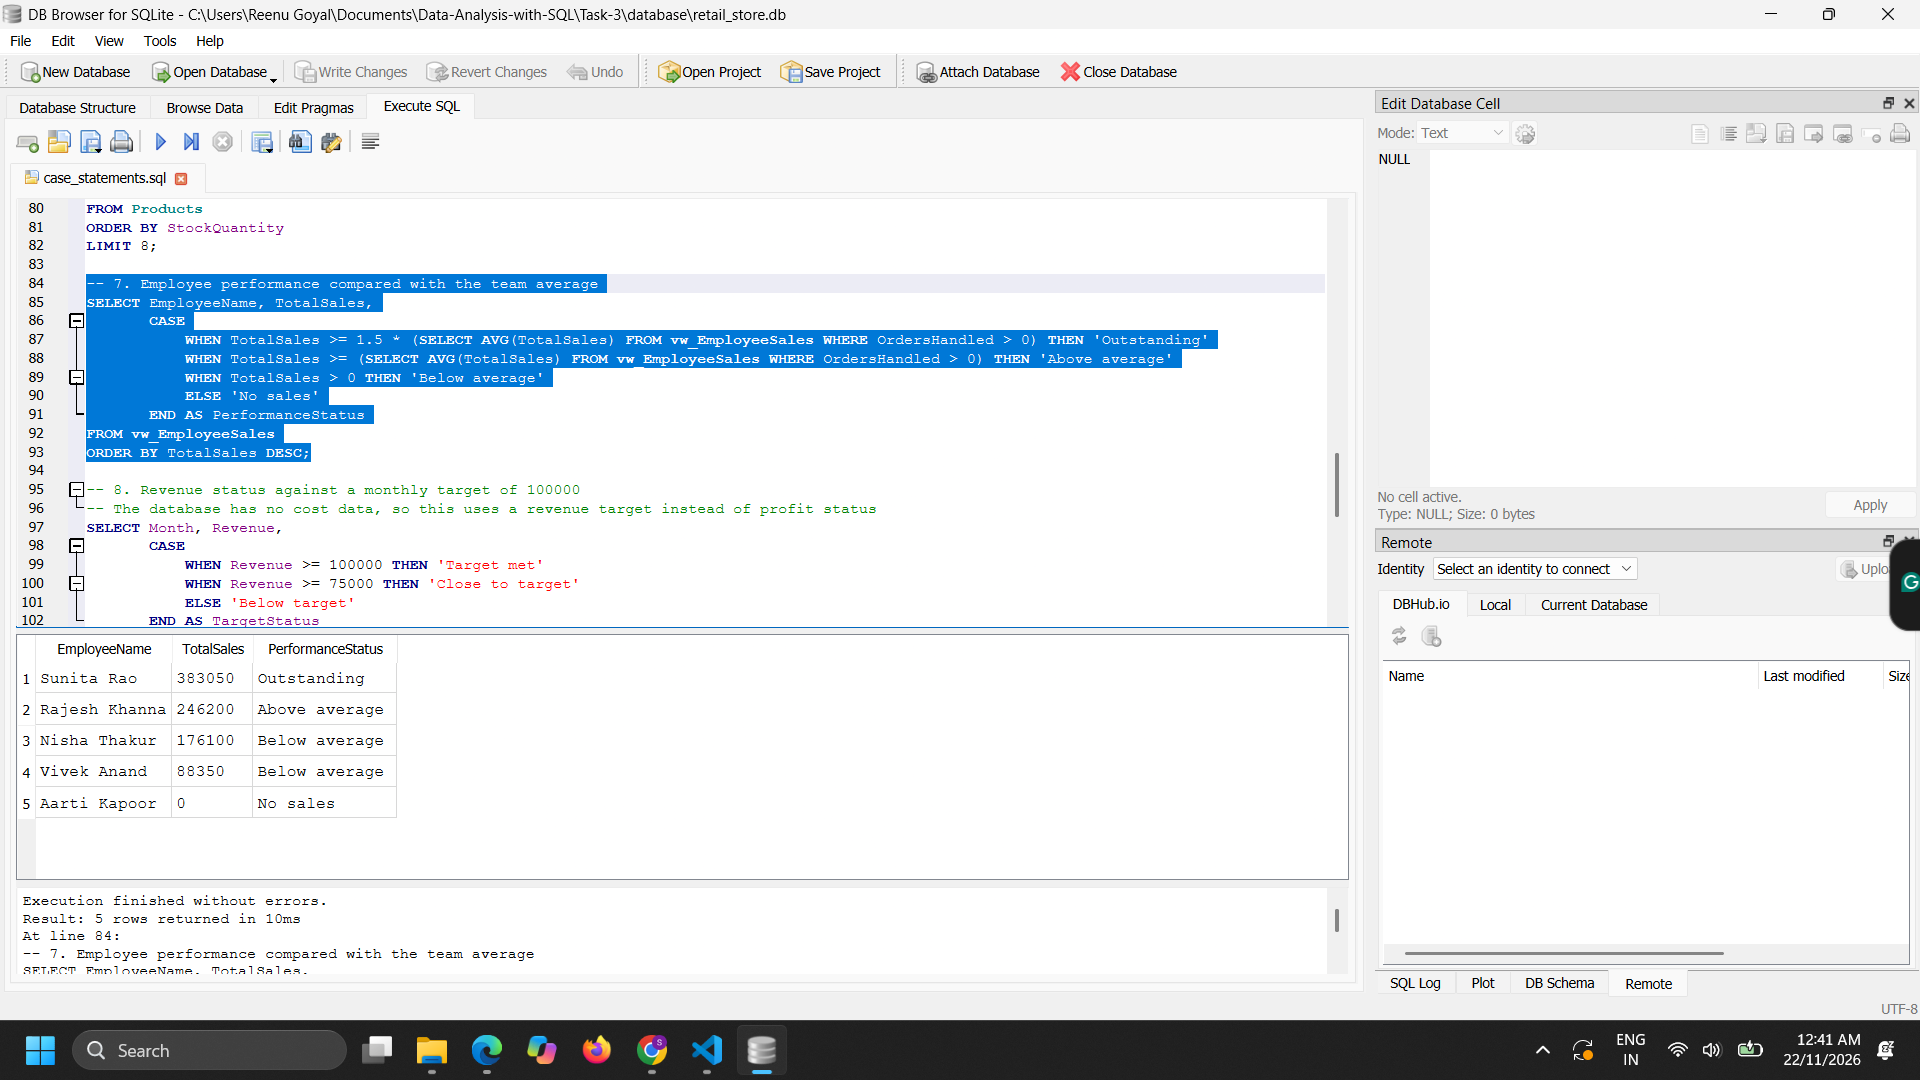 DB Browser for SQLite - C:\Users\Reenu Goyal\Documents\Data-Analysis-with-SQL\Task-3\database\retail_store.db
File Edit View Tools Help
New Database Open Database Write Changes Revert Changes Undo Open Project Save Project Attach Database Close Database
Database Structure Browse Data Edit Pragmas Execute SQL
case_statements.sql
80 FROM Products
81 ORDER BY StockQuantity
82 LIMIT 8;
83
84 -- 7. Employee performance compared with the team average
85 SELECT EmployeeName, TotalSales,
86 CASE
87 WHEN TotalSales >= 1.5 * (SELECT AVG(TotalSales) FROM vw_EmployeeSales WHERE OrdersHandled > 0) THEN 'Outstanding'
88 WHEN TotalSales >= (SELECT AVG(TotalSales) FROM vw_EmployeeSales WHERE OrdersHandled > 0) THEN 'Above average'
89 WHEN TotalSales > 0 THEN 'Below average'
90 ELSE 'No sales'
91 END AS PerformanceStatus
92 FROM vw_EmployeeSales
93 ORDER BY TotalSales DESC;
94
95 -- 8. Revenue status against a monthly target of 100000
96 -- The database has no cost data, so this uses a revenue target instead of profit status
97 SELECT Month, Revenue,
98 CASE
99 WHEN Revenue >= 100000 THEN 'Target met'
100 WHEN Revenue >= 75000 THEN 'Close to target'
101 ELSE 'Below target'
102 END AS TargetStatus
EmployeeName TotalSales PerformanceStatus
1 Sunita Rao 383050 Outstanding
2 Rajesh Khanna 246200 Above average
3 Nisha Thakur 176100 Below average
4 Vivek Anand 88350 Below average
5 Aarti Kapoor 0 No sales
Execution finished without errors.
Result: 5 rows returned in 10ms
At line 84:
-- 7. Employee performance compared with the team average
SELECT EmployeeName, TotalSales,
Edit Database Cell
Mode: Text
NULL
No cell active.
Type: NULL; Size: 0 bytes
Apply
Remote
Identity Select an identity to connect Uplo
DBHub.io Local Current Database
Name Last modified Size
SQL Log Plot DB Schema Remote
UTF-8
Search
ENG
IN
12:41 AM
22/11/2026